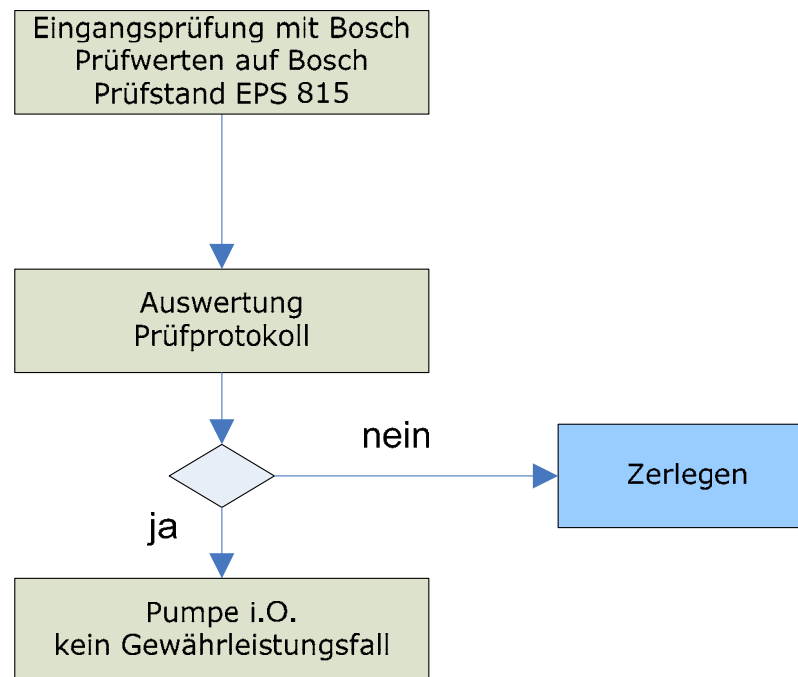 Eingangsprüfung mit Bosch
Prüfwerten auf Bosch
Prüfstand EPS 815
Auswertung
Prüfprotokoll
nein
Zerlegen
ja
Pumpe i.O.
kein Gewährleistungsfall